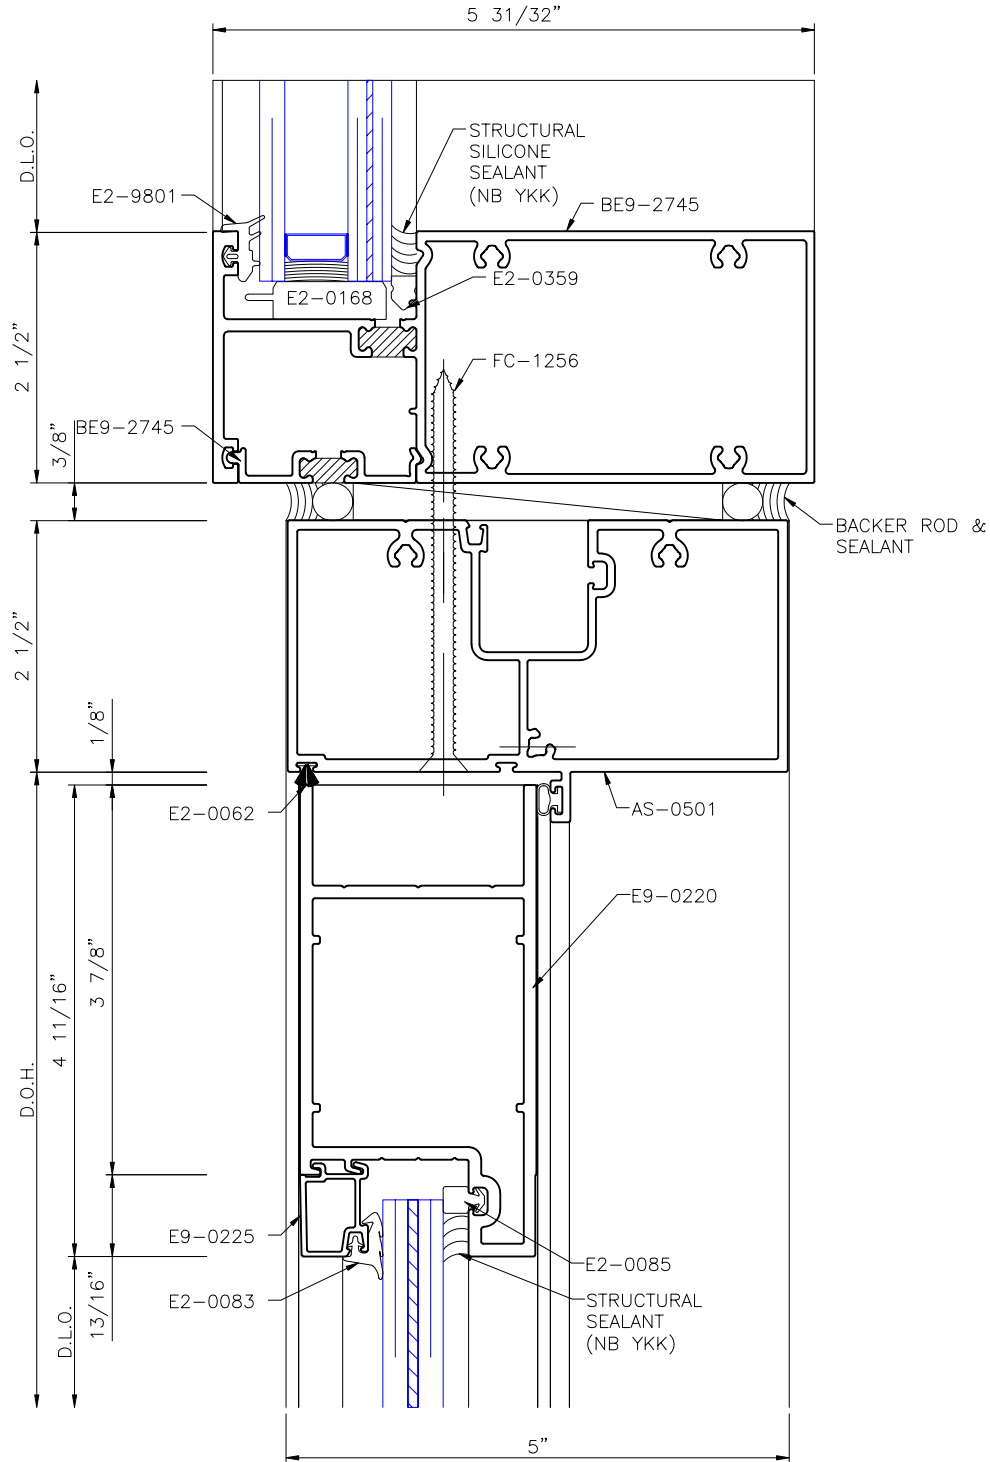 5 31/32"
D.L.O.
STRUCTURAL
SILICONE
SEALANT
(NB YKK)
E2-9801
BE9-2745
E2-0168
E2-0359
2 1/2"
FC-1256
BE9-2745
3/8"
BACKER ROD &
SEALANT
2 1/2"
1/8"
E2-0062
AS-0501
E9-0220
3 7/8"
4 11/16"
D.O.H.
E9-0225
E2-0085
E2-0083
STRUCTURAL
SEALANT
(NB YKK)
13/16"
D.L.O.
5"